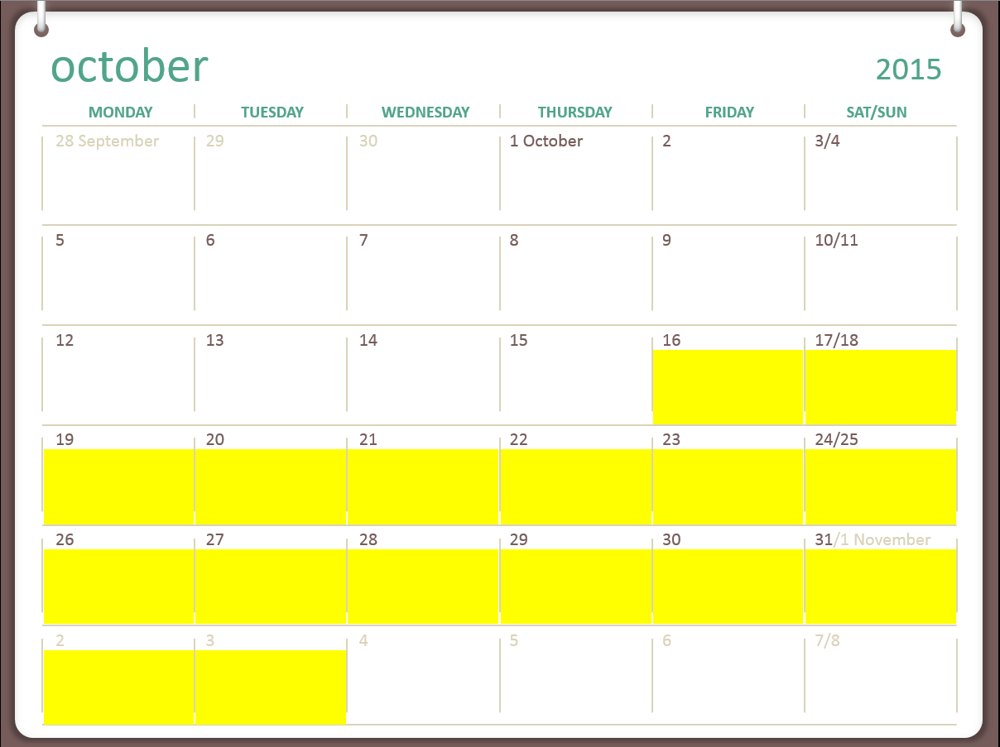 october 2015
MONDAY TUESDAY WEDNESDAY THURSDAY FRIDAY SAT/SUN
28 September 29 30 1 October 2 3/4
5 6 7 8 9 10/11
12 13 14 15 16 17/18
19 20 21 22 23 24/25
26 27 28 29 30 31/1 November
2 3 4 5 6 7/8